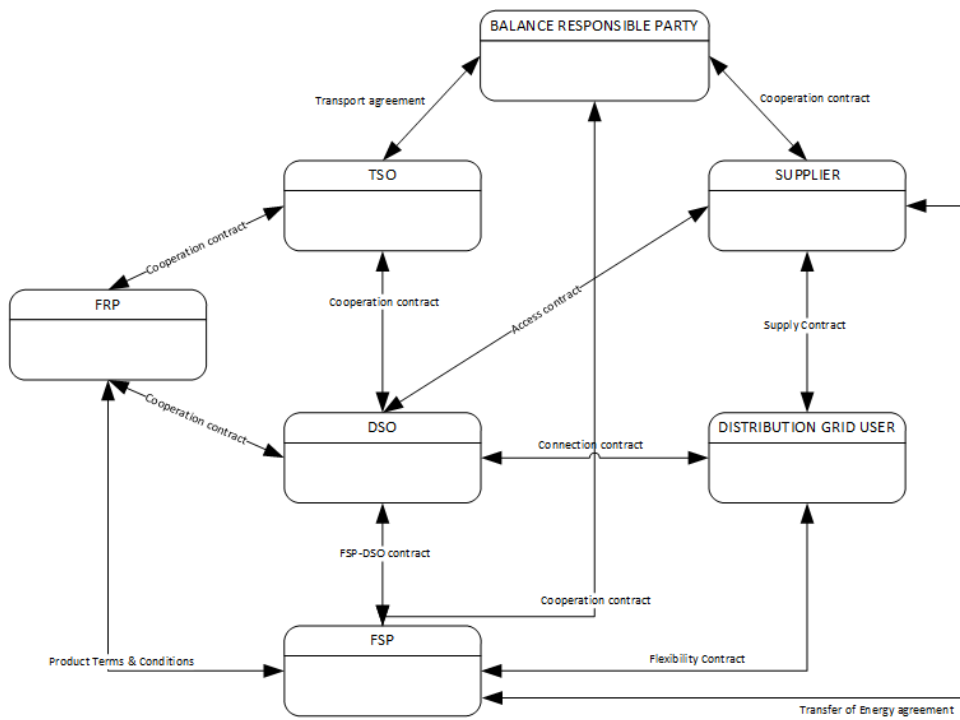 BALANCE RESPONSIBLE PARTY
Transport agreement
Cooperation contract
TSO
SUPPLIER
Cooperation contract
FRP
Cooperation contract
Access contract
Supply Contract
Cooperation contract
DSO
DISTRIBUTION GRID USER
Connection contract
FSP-DSO contract
Cooperation contract
FSP
Product Terms & Conditions
Flexibility Contract
Transfer of Energy agreement